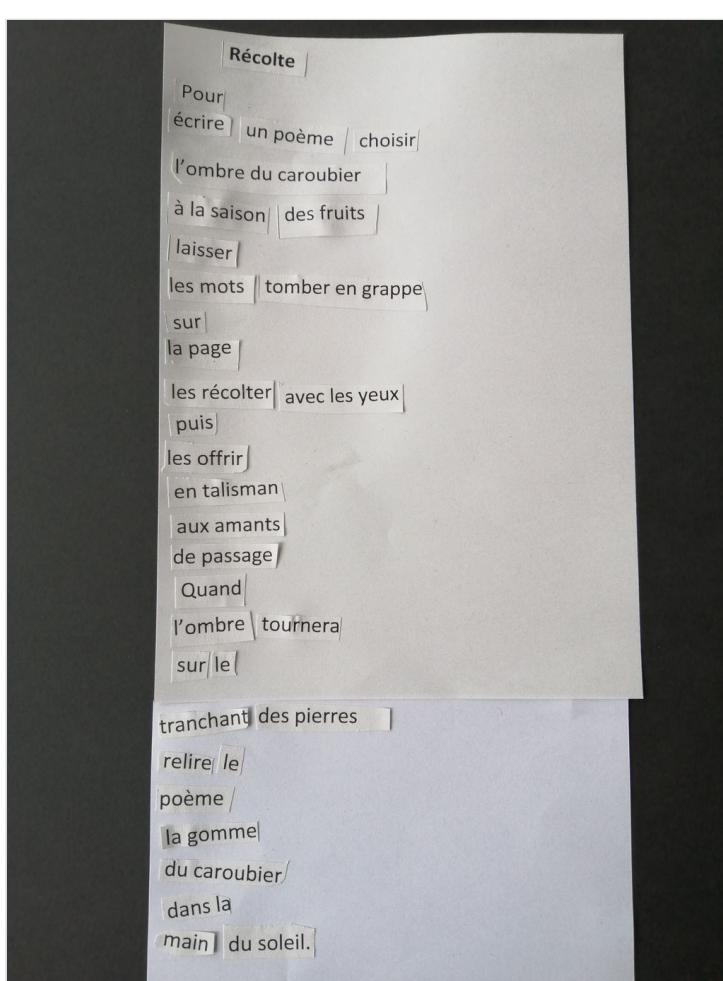 Récolte
Pour
écrire un poème choisir
l'ombre du caroubier
à la saison des fruits
laisser
les mots tomber en grappe
sur
la page
les récolter avec les yeux
puis
les offrir
en talisman
aux amants
de passage
Quand
l'ombre tournera
sur le
tranchant des pierres
relire le
poème
la gomme
du caroubier
dans la
main du soleil.